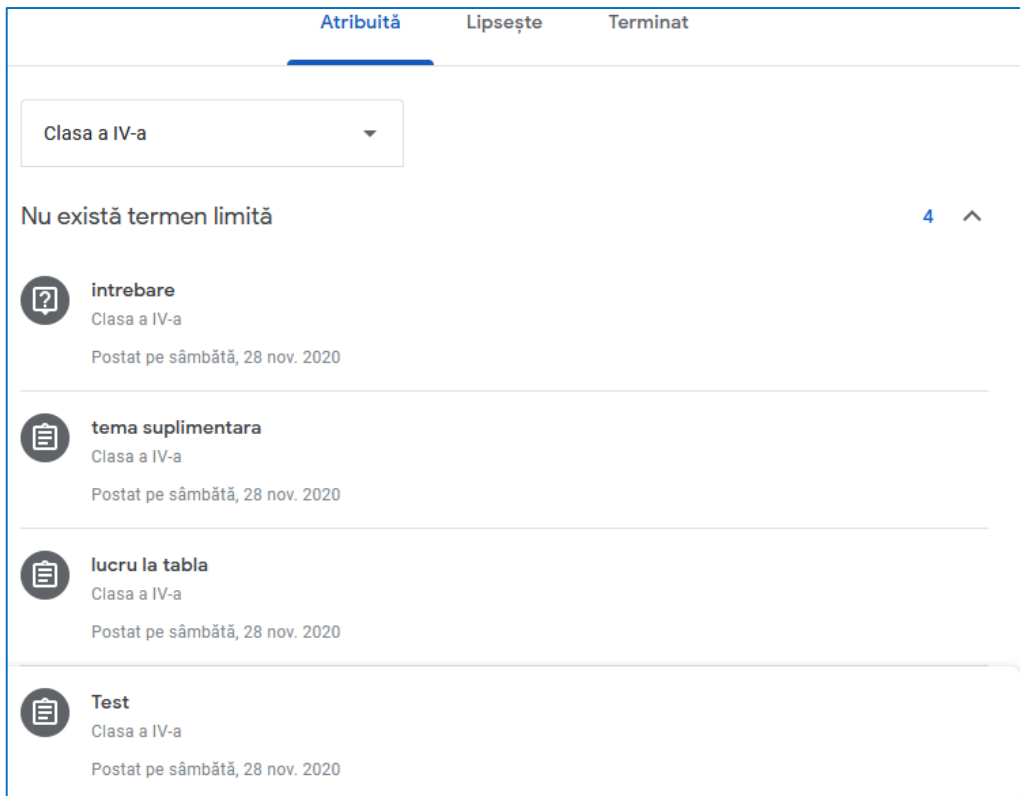 Atribuită Lipsește Terminat
Clasa a IV-a
Nu există termen limită 4
intrebare
Clasa a IV-a
Postat pe sâmbătă, 28 nov. 2020
tema suplimentara
Clasa a IV-a
Postat pe sâmbătă, 28 nov. 2020
lucru la tabla
Clasa a IV-a
Postat pe sâmbătă, 28 nov. 2020
Test
Clasa a IV-a
Postat pe sâmbătă, 28 nov. 2020